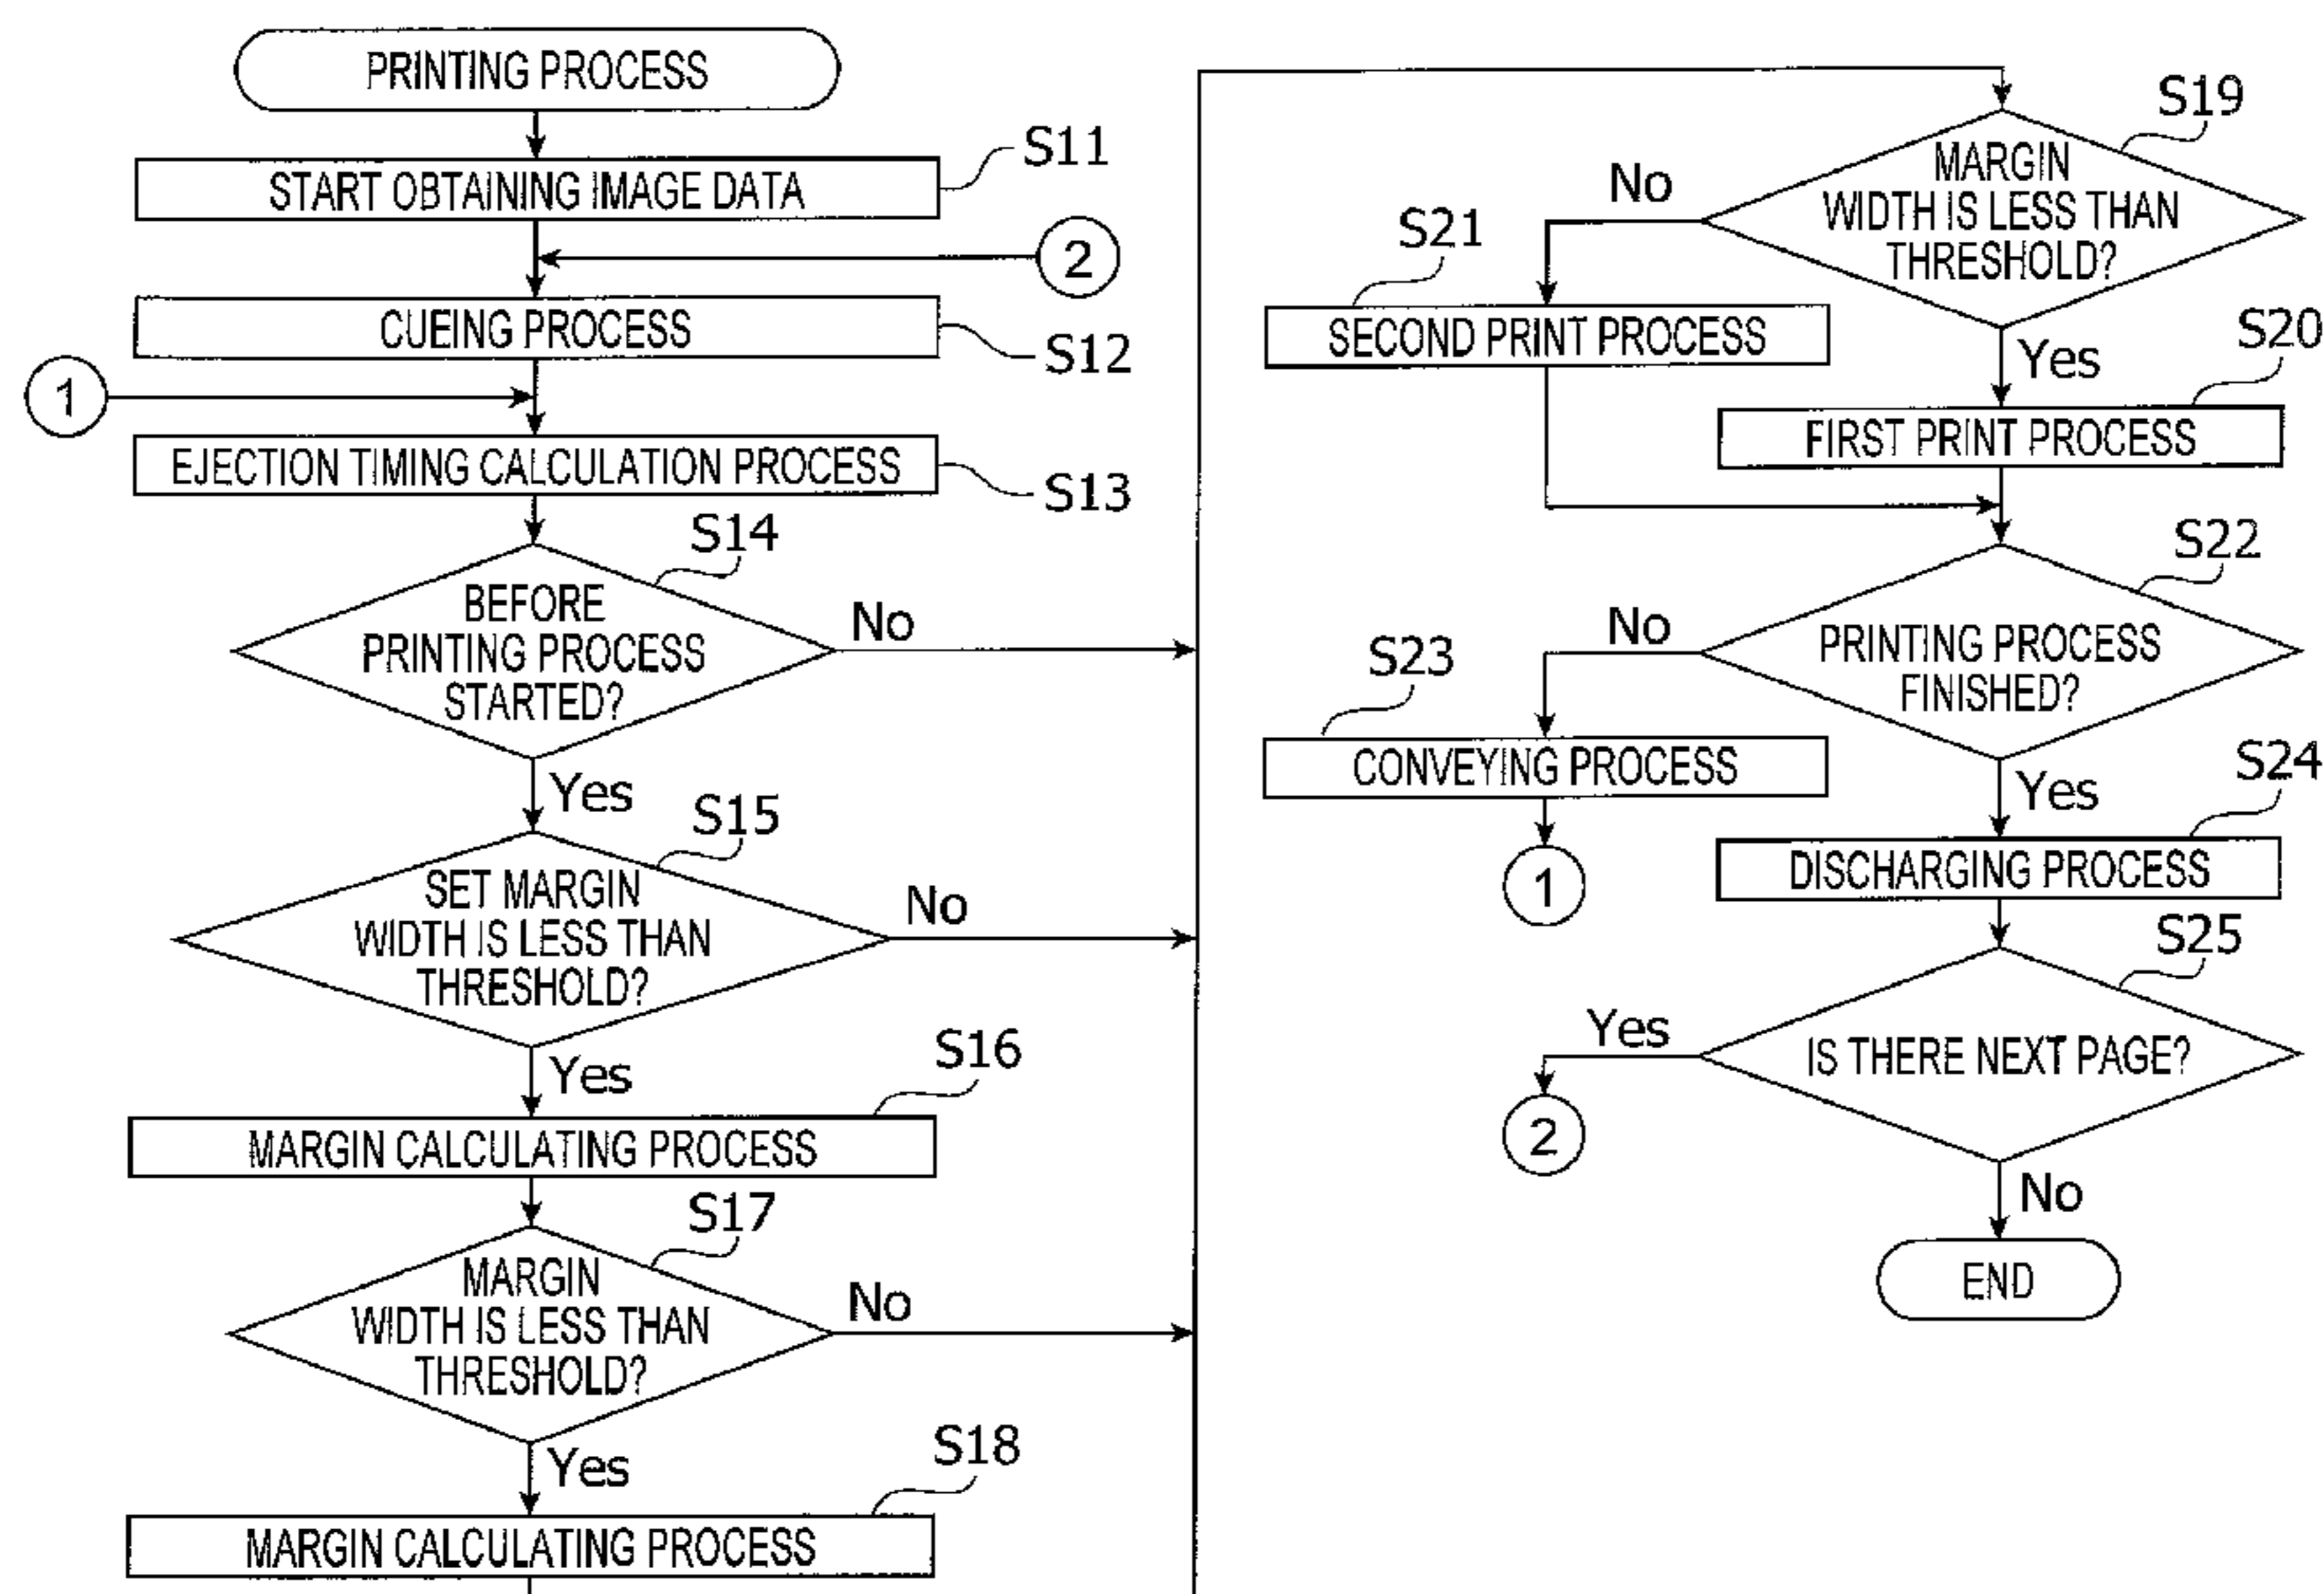 PRINTING PROCESS
S11
START OBTAINING IMAGE DATA
2
CUEING PROCESS
S12
1
EJECTION TIMING CALCULATION PROCESS
S13
S14
BEFORE
PRINTING PROCESS
STARTED?
No
Yes
S15
SET MARGIN
WIDTH IS LESS THAN
THRESHOLD?
No
Yes
S16
MARGIN CALCULATING PROCESS
S17
MARGIN
WIDTH IS LESS THAN
THRESHOLD?
No
Yes
S18
MARGIN CALCULATING PROCESS
S19
MARGIN
WIDTH IS LESS THAN
THRESHOLD?
No
S21
SECOND PRINT PROCESS
Yes
S20
FIRST PRINT PROCESS
S22
PRINTING PROCESS
FINISHED?
No
S23
CONVEYING PROCESS
1
Yes
S24
DISCHARGING PROCESS
S25
IS THERE NEXT PAGE?
Yes
2
No
END